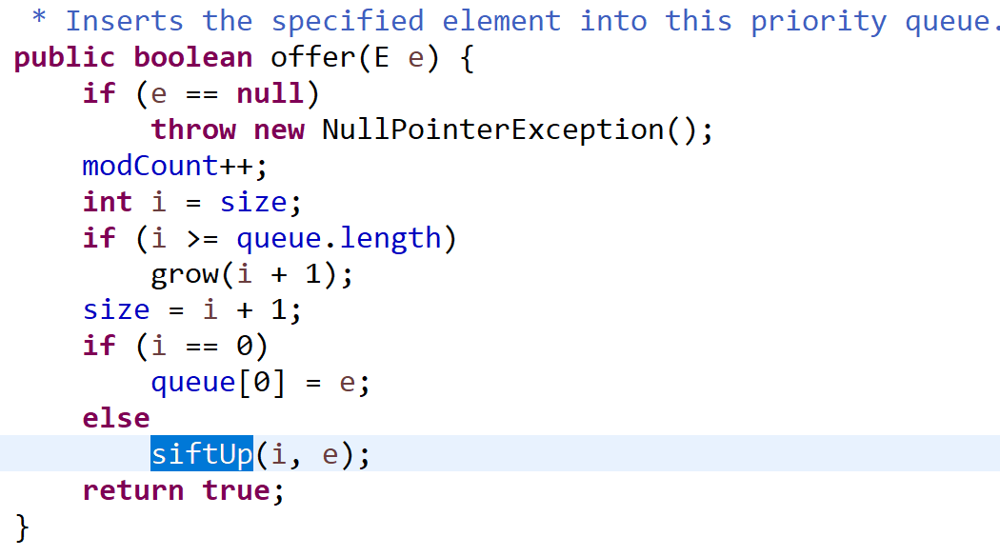 * Inserts the specified element into this priority queue.
public boolean offer(E e) {
    if (e == null)
        throw new NullPointerException();
    modCount++;
    int i = size;
    if (i >= queue.length)
        grow(i + 1);
    size = i + 1;
    if (i == 0)
        queue[0] = e;
    else
        siftUp(i, e);
    return true;
}